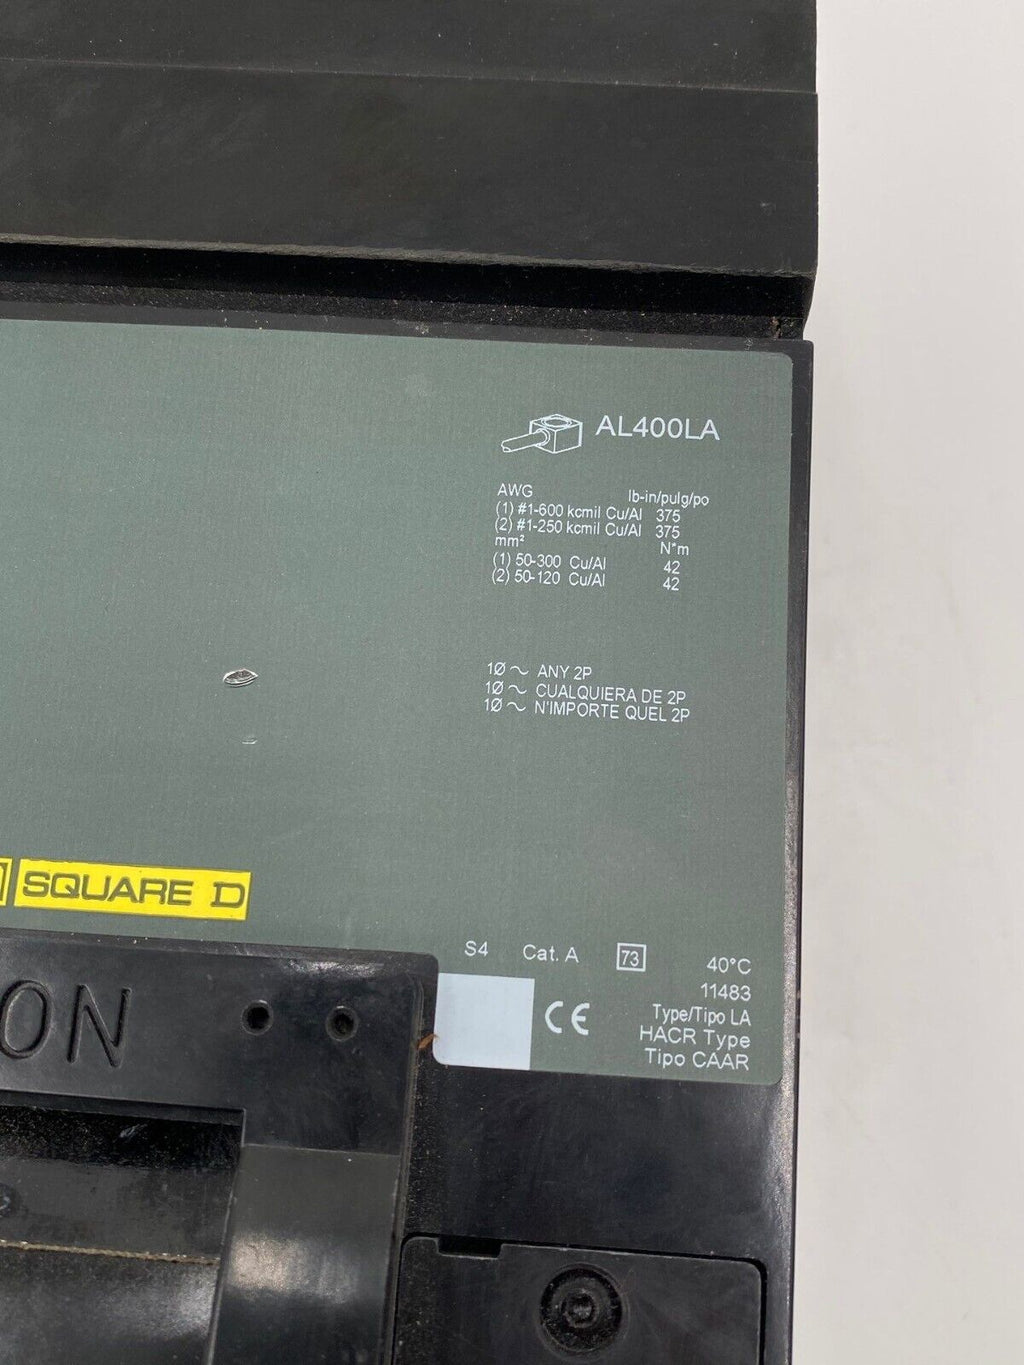 AL400LA
AWG lb-in/pulg/po
(1) #1-600 kcmil Cu/Al 375
(2) #1-250 kcmil Cu/Al 375
mm² N*m
(1) 50-300 Cu/Al 42
(2) 50-120 Cu/Al 42
1Ø ~ ANY 2P
1Ø ~ CUALQUIERA DE 2P
1Ø ~ N'IMPORTE QUEL 2P
SQUARE D
S4 Cat. A 73 40°C
11483
CE Type/Tipo LA
HACR Type
Tipo CAAR
ON